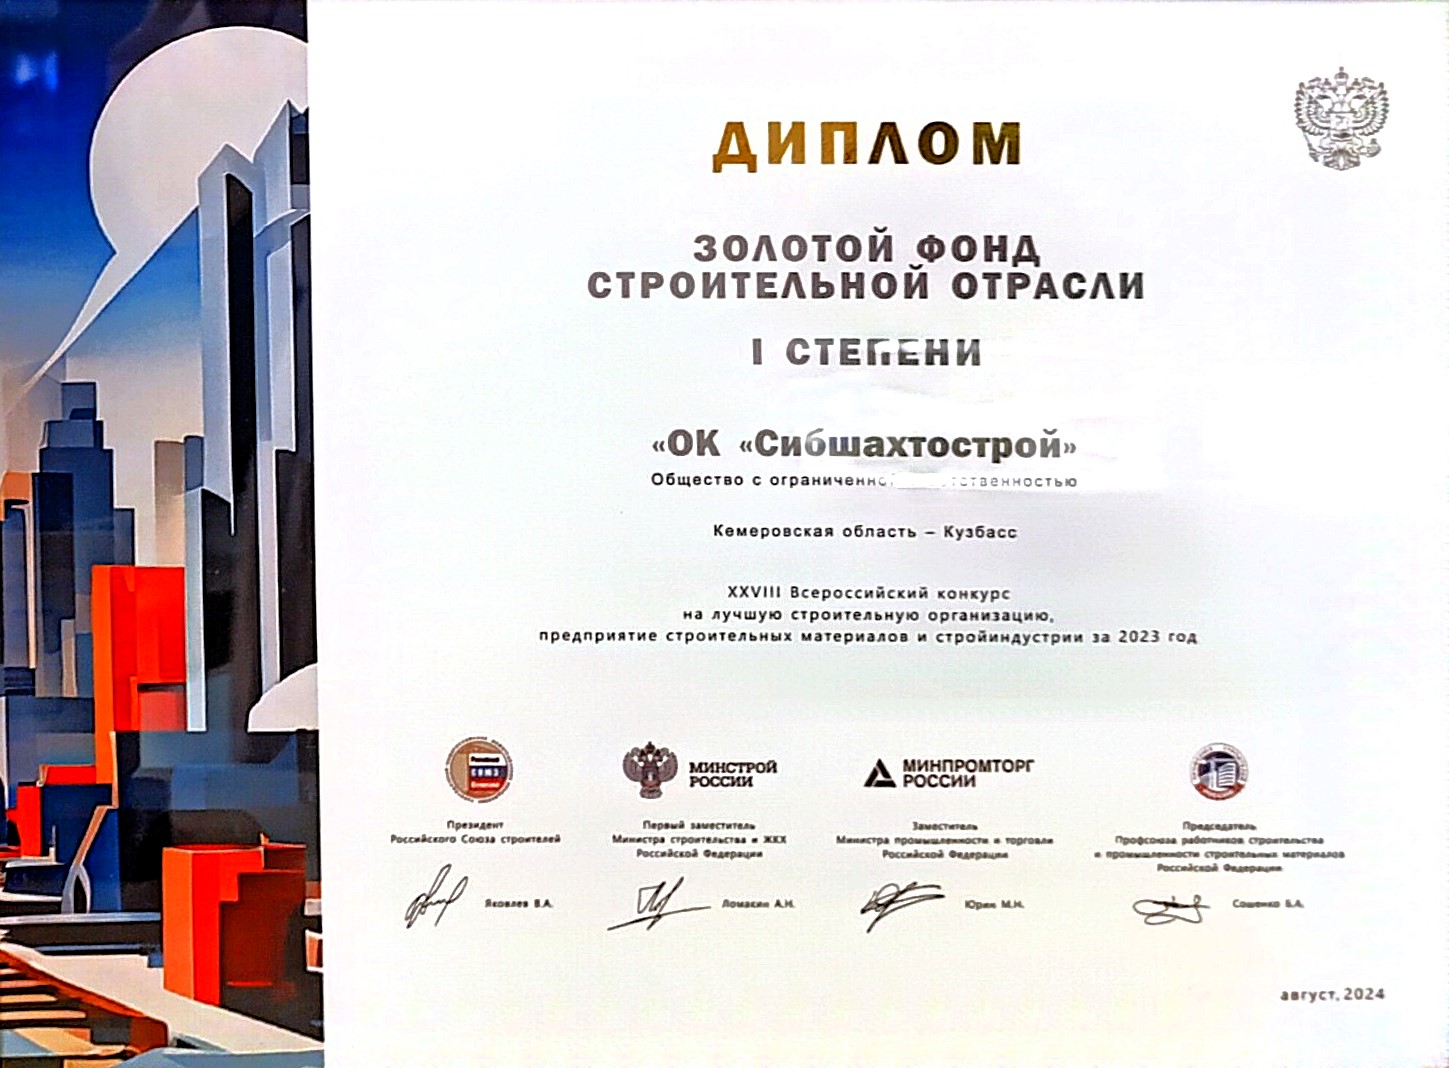 ДИПЛОМ
ЗОЛОТОЙ ФОНД
СТРОИТЕЛЬНОЙ ОТРАСЛИ
I СТЕПЕНИ
«ОК «Сибшахтострой»
Общество с
Кемеровская область – Кузбасс
XXVIII Всероссийский конкурс
на лучшую строительную организацию,
предприятие строительных материалов и стройиндустрии за 2023 год
МИНСТРОЙ
РОССИИ
МИНПРОМТОРГ
РОССИИ
Президент
Российского Союза строителей
Яковлев В.А.
Первый заместитель
Министра строительства и ЖКХ
Российской Федерации
Ломакин А.Н.
Заместитель
Министра промышленности и торговли
Российской Федерации
Юрин М.Н.
Председатель
Профсоюза работников строительства
и промышленности строительных материалов
Российской Федерации
Сошенко Б.А.
август, 2024